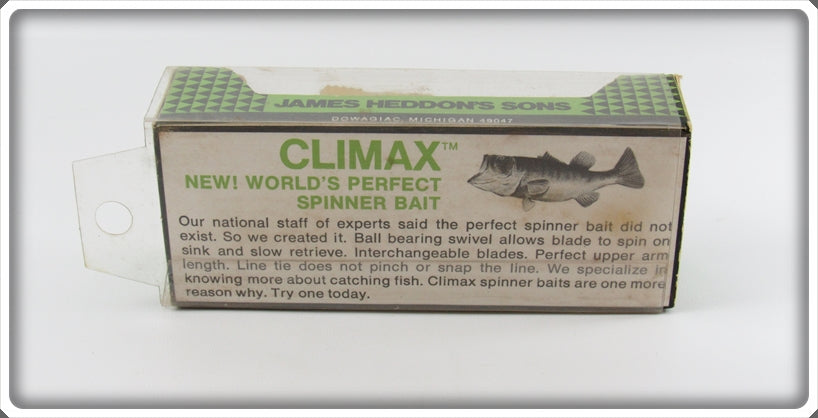 JAMES HEDDON'S SONS
DOWAGIAC, MICHIGAN 49047
CLIMAX™
NEW! WORLD'S PERFECT
SPINNER BAIT
Our national staff of experts said the perfect spinner bait did not
exist. So we created it. Ball bearing swivel allows blade to spin on
sink and slow retrieve. Interchangeable blades. Perfect upper arm
length. Line tie does not pinch or snap the line. We specialize in
knowing more about catching fish. Climax spinner baits are one more
reason why. Try one today.